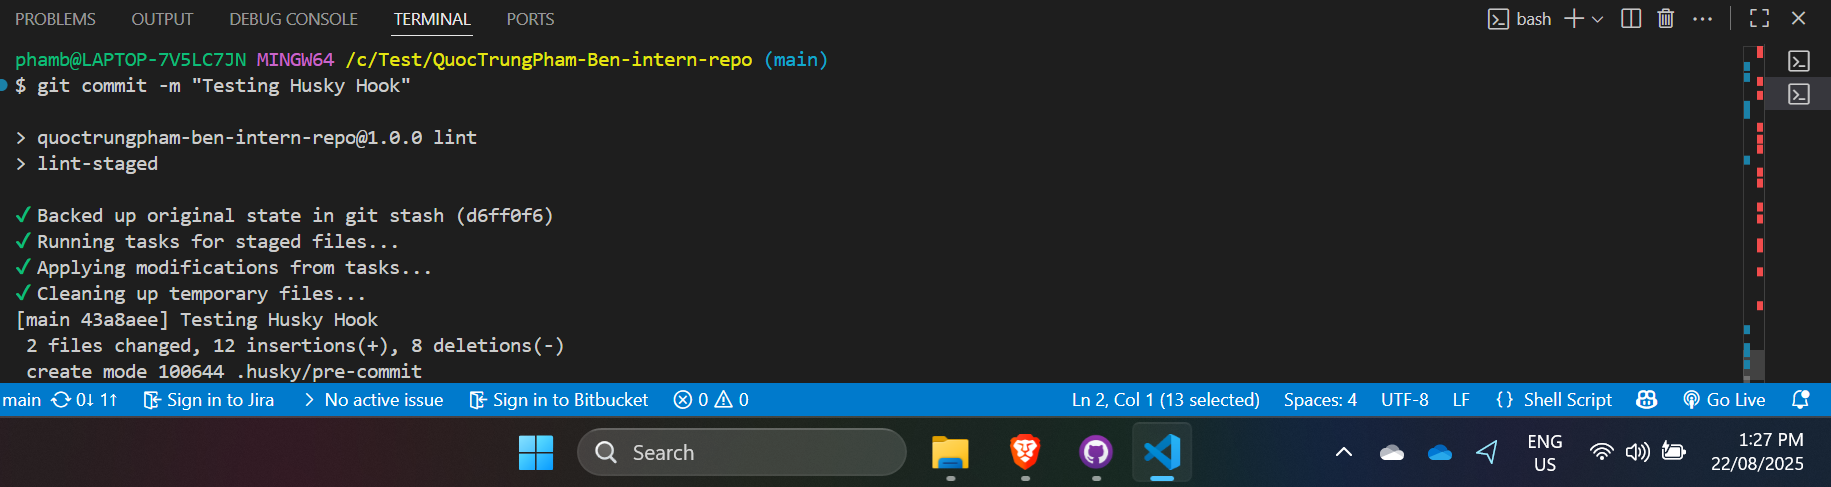 PROBLEMS OUTPUT DEBUG CONSOLE TERMINAL PORTS bash
phamb@LAPTOP-7V5LC7JN MINGW64 /c/Test/QuocTrungPham-Ben-intern-repo (main)
$ git commit -m "Testing Husky Hook"
> quoctrungpham-ben-intern-repo@1.0.0 lint
> lint-staged
✓ Backed up original state in git stash (d6ff0f6)
✓ Running tasks for staged files...
✓ Applying modifications from tasks...
✓ Cleaning up temporary files...
[main 43a8aee] Testing Husky Hook
2 files changed, 12 insertions(+), 8 deletions(-)
create mode 100644 .husky/pre-commit
main 0↓ 1↑ Sign in to Jira No active issue Sign in to Bitbucket 0 0 Ln 2, Col 1 (13 selected) Spaces: 4 UTF-8 LF {} Shell Script Go Live
Search ENG 1:27 PM
US 22/08/2025